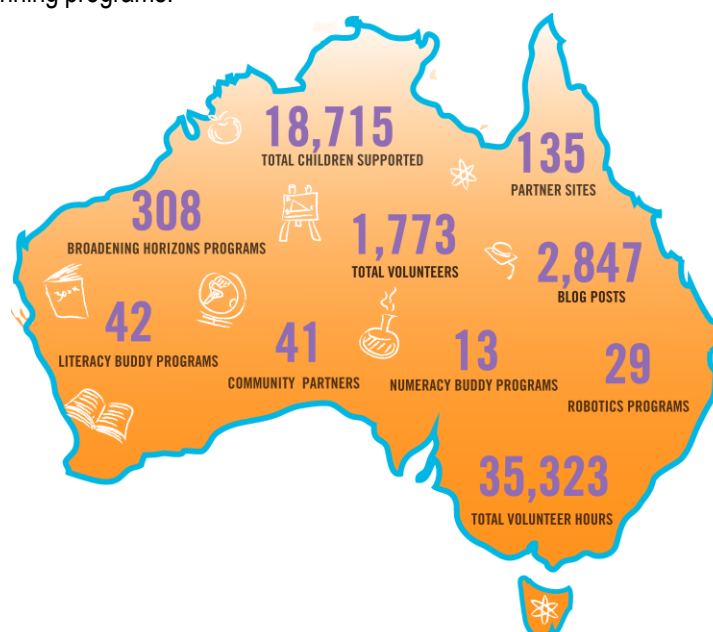 nning programs.
18,715
TOTAL CHILDREN SUPPORTED
135
PARTNER SITES
308
BROADENING HORIZONS PROGRAMS
1,773
TOTAL VOLUNTEERS
2,847
BLOG POSTS
42
LITERACY BUDDY PROGRAMS
41
COMMUNITY PARTNERS
13
NUMERACY BUDDY PROGRAMS
29
ROBOTICS PROGRAMS
35,323
TOTAL VOLUNTEER HOURS